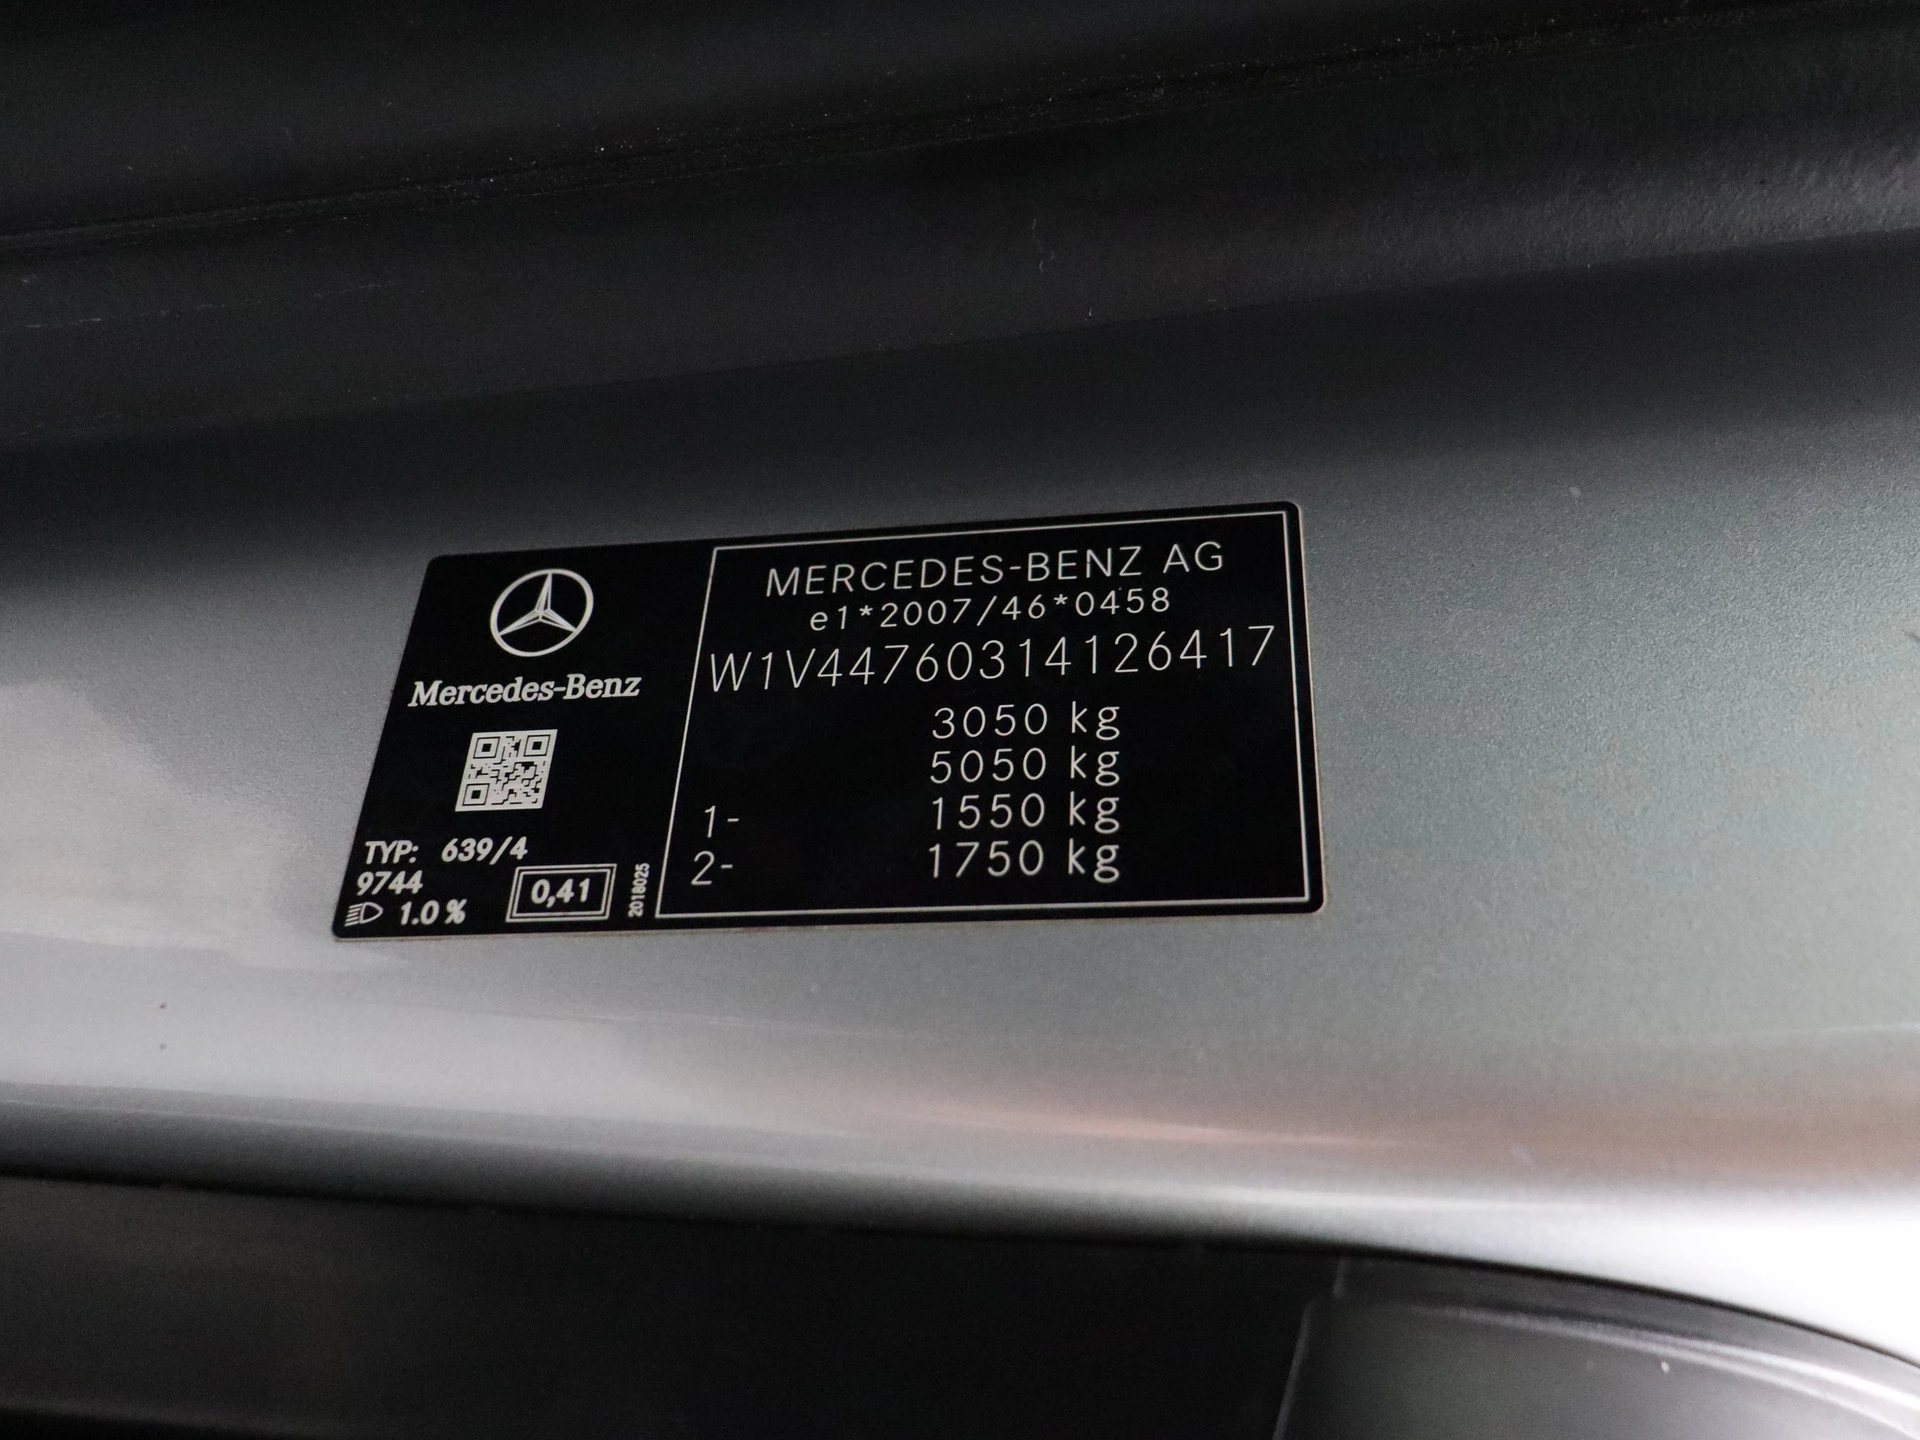 Mercedes-Benz
TYP: 639/4
9744
1.0 %
0,41
2018025
MERCEDES-BENZ AG
e1*2007/46*0458
W1V44760314126417
3050 kg
5050 kg
1- 1550 kg
2- 1750 kg